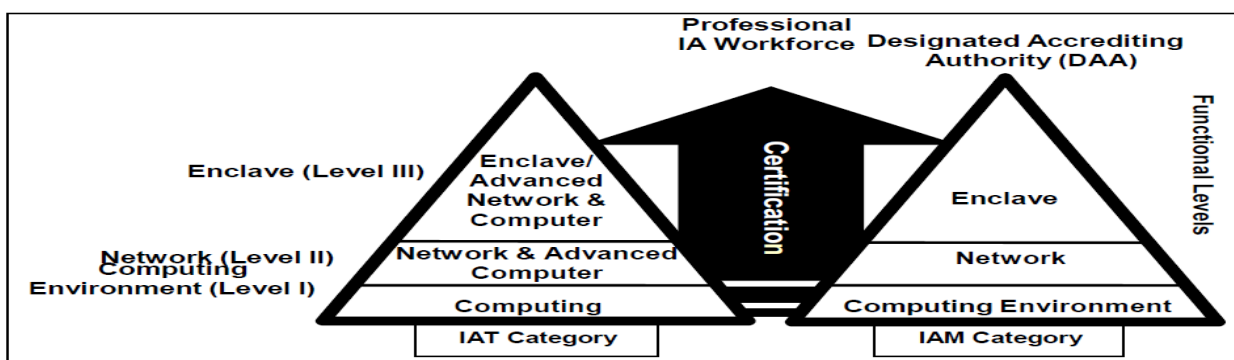 Professional
IA Workforce
Designated Accrediting
Authority (DAA)
Functional Levels
Enclave (Level III)
Network (Level II)
Computing
Environment (Level I)
Enclave/
Advanced
Network &
Computer
Network & Advanced
Computer
Computing
IAT Category
Certification
Enclave
Network
Computing Environment
IAM Category